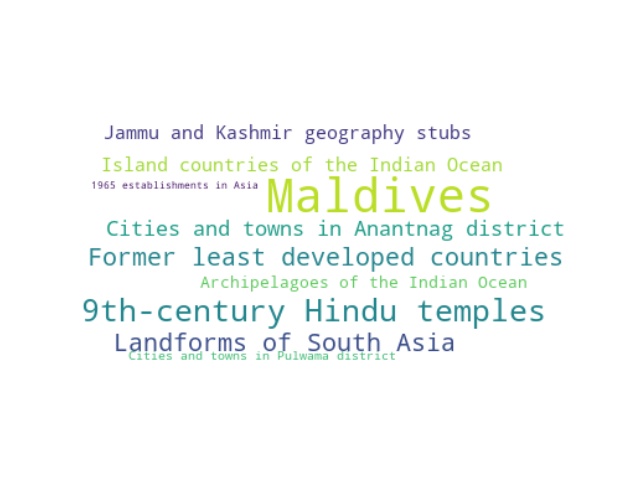 Jammu and Kashmir geography stubs
Island countries of the Indian Ocean
1965 establishments in Asia
Maldives
Cities and towns in Anantnag district
Former least developed countries
Archipelagoes of the Indian Ocean
9th-century Hindu temples
Landforms of South Asia
Cities and towns in Pulwama district